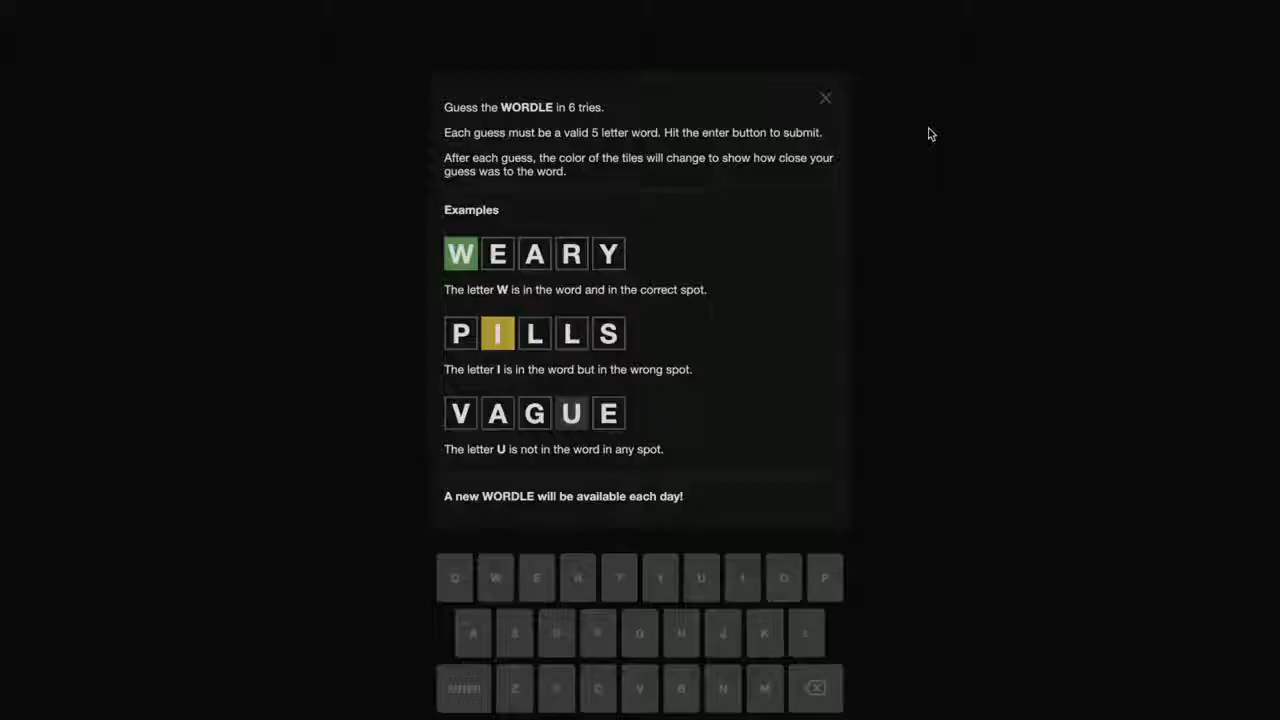 Guess the WORDLE in 6 tries.
Each guess must be a valid 5 letter word. Hit the enter button to submit.
After each guess, the color of the tiles will change to show how close your
guess was to the word.
Examples
WEARY
The letter W is in the word and in the correct spot.
PILLS
The letter I is in the word but in the wrong spot.
VAGUE
The letter U is not in the word in any spot.
A new WORDLE will be available each day!
Q W E R T Y U I O P
A S D F G H J K L
ENTER Z X C V B N M